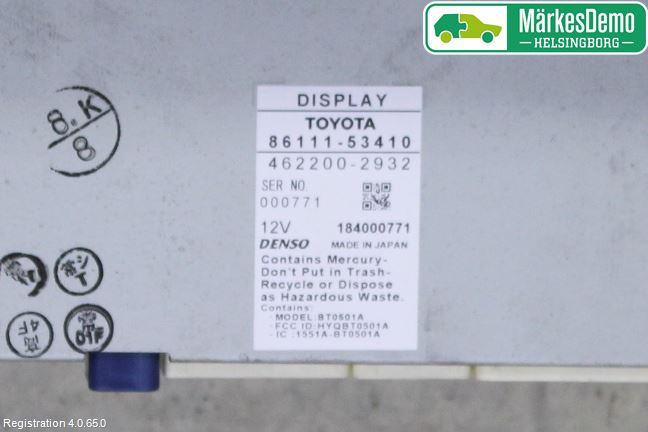 MärkesDemo
HELSINGBORG
8.K
8
DISPLAY
TOYOTA
86111-53410
462200-2932
SER NO.
000771
12V 184000771
DENSO MADE IN JAPAN
Contains Mercury-
Don't Put in Trash-
Recycle or Dispose
as Hazardous Waste.
Contains:
·MODEL:BT0501A
·FCC ID:HYQBT0501A
·IC :1551A-BT0501A
4F
01F
Registration 4.0.65.0